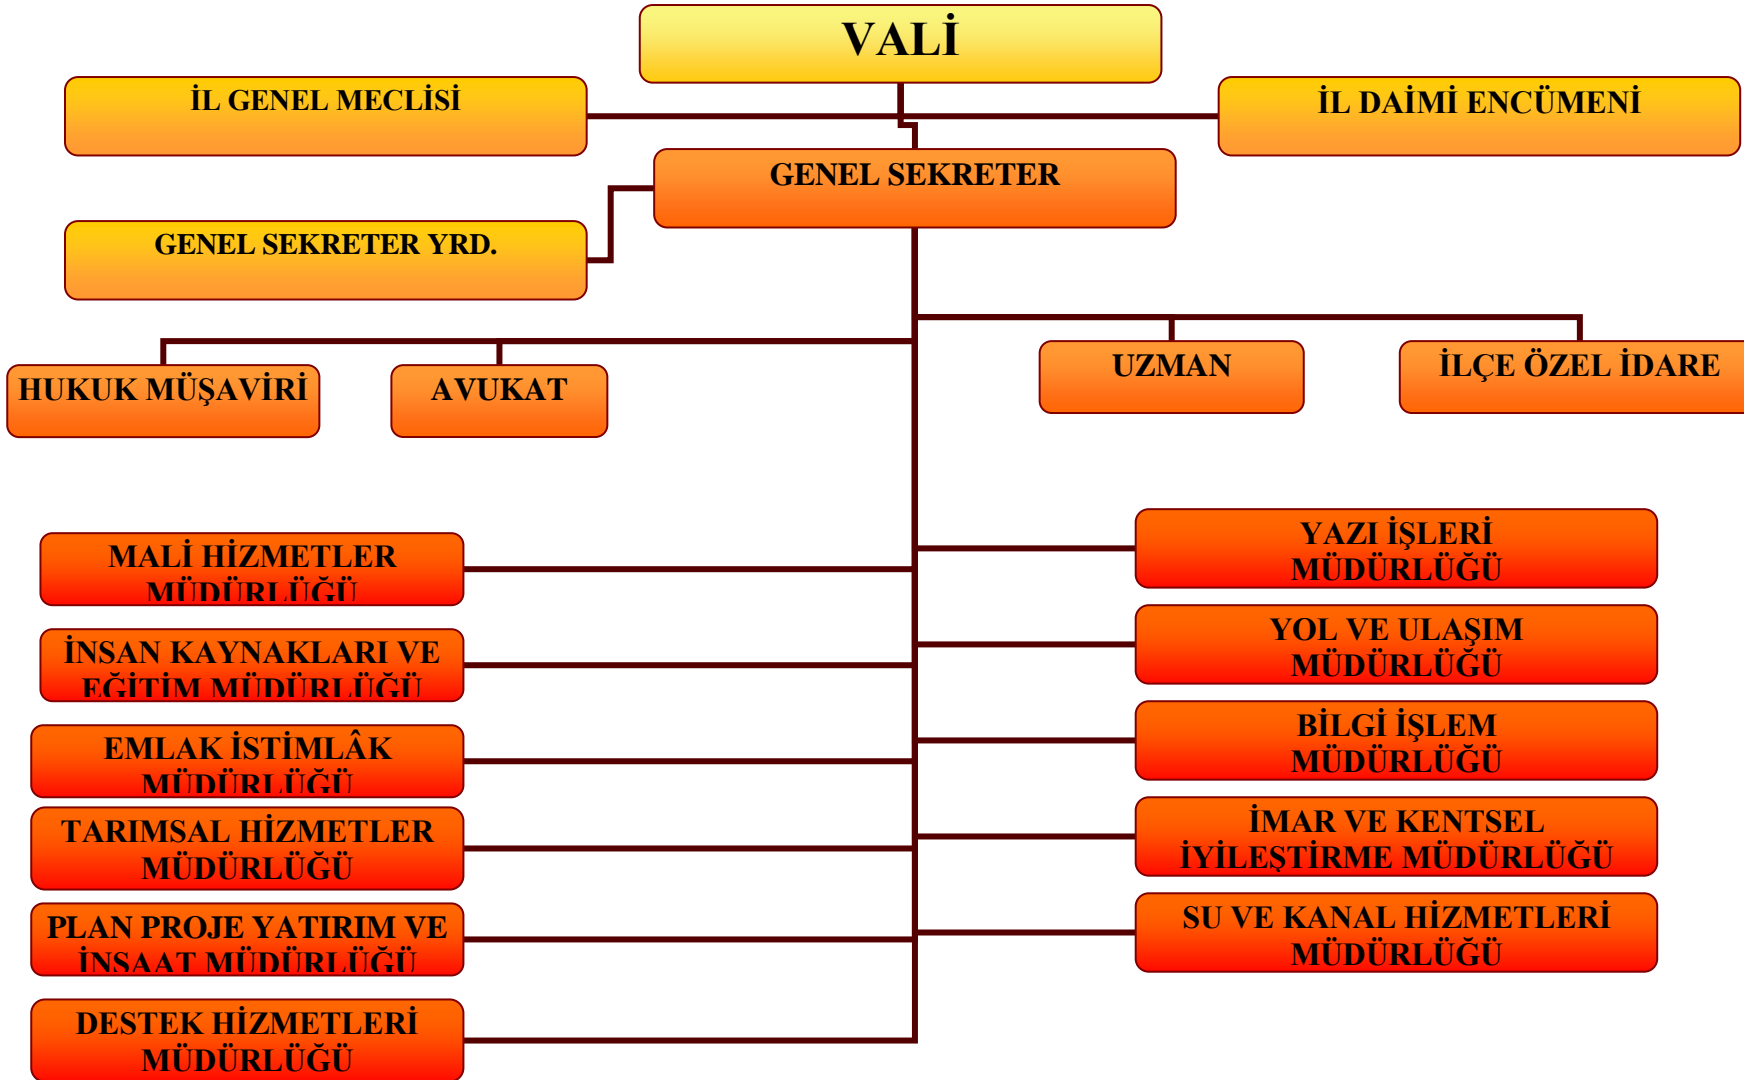 VALİ
İL GENEL MECLİSİ
İL DAİMİ ENCÜMENİ
GENEL SEKRETER
GENEL SEKRETER YRD.
HUKUK MÜŞAVİRİ
AVUKAT
UZMAN
İLÇE ÖZEL İDARE
MALİ HİZMETLER
MÜDÜRLÜĞÜ
İNSAN KAYNAKLARI VE
EĞİTİM MÜDÜRLÜĞÜ
EMLAK İSTİMLÂK
MÜDÜRLÜĞÜ
TARIMSAL HİZMETLER
MÜDÜRLÜĞÜ
PLAN PROJE YATIRIM VE
İNŞAAT MÜDÜRLÜĞÜ
DESTEK HİZMETLERİ
MÜDÜRLÜĞÜ
YAZI İŞLERİ
MÜDÜRLÜĞÜ
YOL VE ULAŞIM
MÜDÜRLÜĞÜ
BİLGİ İŞLEM
MÜDÜRLÜĞÜ
İMAR VE KENTSEL
İYİLEŞTİRME MÜDÜRLÜĞÜ
SU VE KANAL HİZMETLERİ
MÜDÜRLÜĞÜ